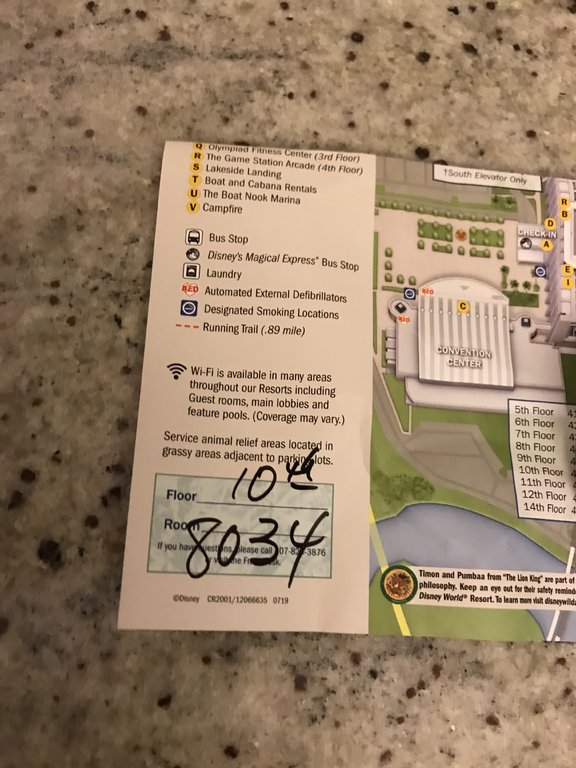 Q Olympiad Fitness Center (3rd Floor)
R The Game Station Arcade (4th Floor)
S Lakeside Landing
T Boat and Cabana Rentals
U The Boat Nook Marina
V Campfire
Bus Stop
Disney's Magical Express* Bus Stop
Laundry
AED Automated External Defibrillators
Designated Smoking Locations
Running Trail (.89 mile)
Wi-Fi is available in many areas
throughout our Resorts including
Guest rooms, main lobbies and
feature pools. (Coverage may vary.)
Service animal relief areas located in
grassy areas adjacent to parking lots.
Floor 10th
Room 8034
If you have questions, please call 3876
©Disney CR2001/12066635 0719
†South Elevator Only
R
B
D
CHECK-IN
A
E
I
AED
C
AED
CONVENTION
CENTER
5th Floor
6th Floor
7th Floor
8th Floor
9th Floor
10th Floor
11th Floor
12th Floor
14th Floor
Timon and Pumbaa from "The Lion King" are part of
philosophy. Keep an eye out for their safety
Disney World® Resort. To learn more visit